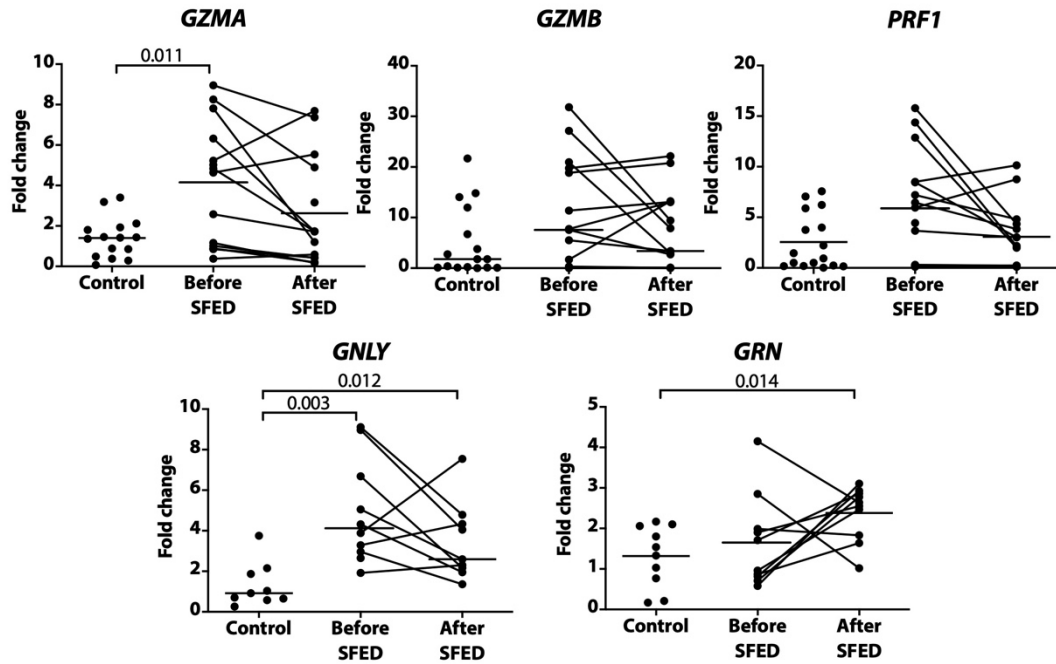 GZMA
0.011
10
8
6
4
2
0
Fold change
Control
Before
SFED
After
SFED
GZMB
40
30
20
10
0
Fold change
Control
Before
SFED
After
SFED
PRF1
20
15
10
5
0
Fold change
Control
Before
SFED
After
SFED
GNLY
0.012
0.003
10
8
6
4
2
0
Fold change
Control
Before
SFED
After
SFED
GRN
0.014
5
4
3
2
1
0
Fold change
Control
Before
SFED
After
SFED